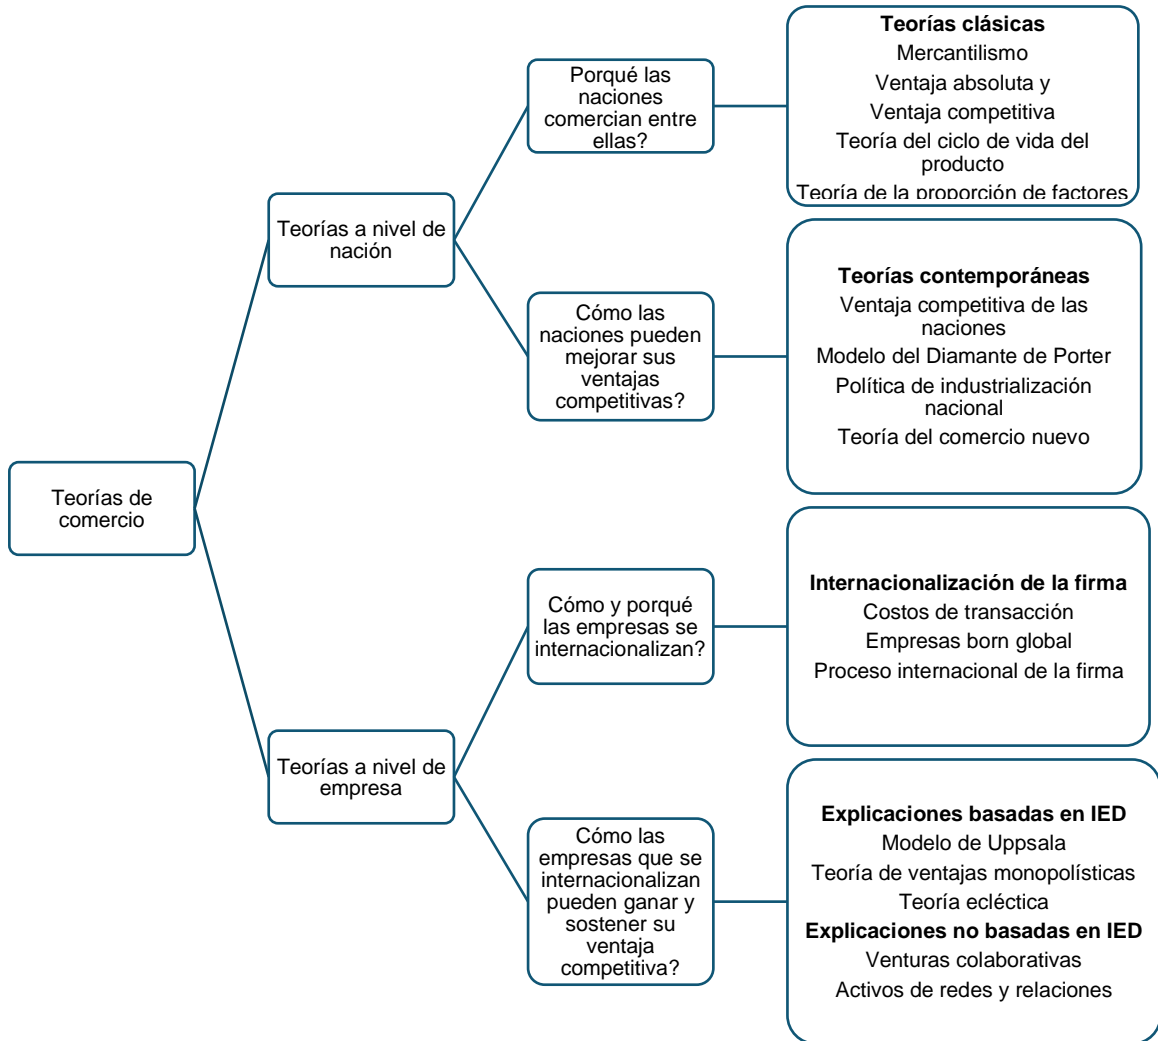 Teorías de
comercio
Teorías a nivel de
nación
Porqué las
naciones
comercian entre
ellas?
Teorías clásicas
Mercantilismo
Ventaja absoluta y
Ventaja competitiva
Teoría del ciclo de vida del
producto
Teoría de la proporción de factores
Cómo las
naciones pueden
mejorar sus
ventajas
competitivas?
Teorías contemporáneas
Ventaja competitiva de las
naciones
Modelo del Diamante de Porter
Política de industrialización
nacional
Teoría del comercio nuevo
Teorías a nivel de
empresa
Cómo y porqué
las empresas se
internacionalizan?
Internacionalización de la firma
Costos de transacción
Empresas born global
Proceso internacional de la firma
Cómo las
empresas que se
internacionalizan
pueden ganar y
sostener su
ventaja
competitiva?
Explicaciones basadas en IED
Modelo de Uppsala
Teoría de ventajas monopolísticas
Teoría ecléctica
Explicaciones no basadas en IED
Venturas colaborativas
Activos de redes y relaciones